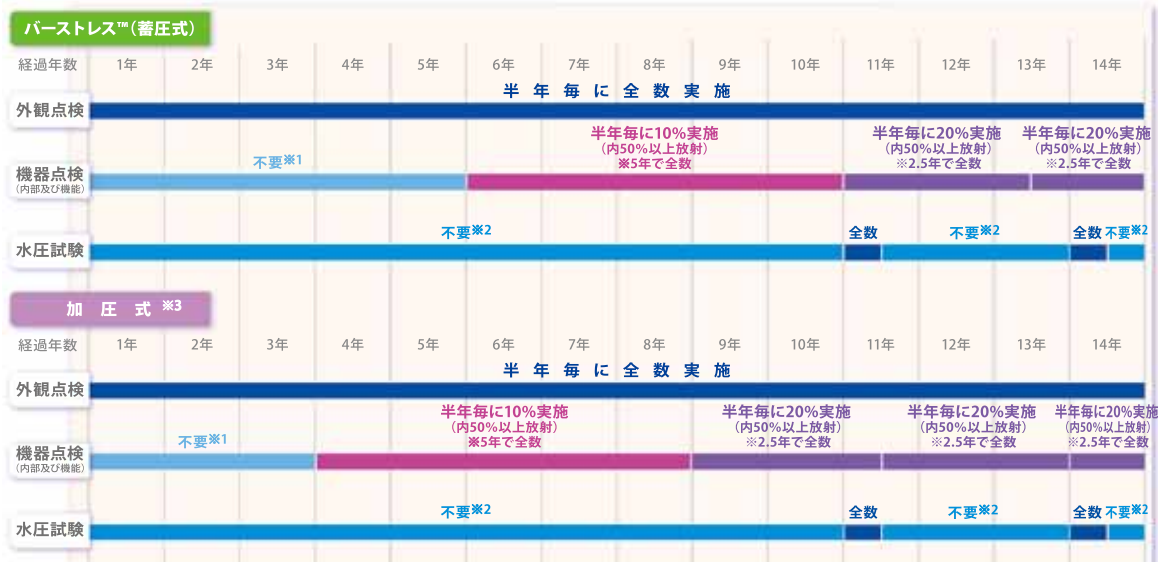 バーストレス™(蓄圧式)
経過年数 1年 2年 3年 4年 5年 6年 7年 8年 9年 10年 11年 12年 13年 14年
半年毎に全数実施
外観点検
半年毎に10%実施 半年毎に20%実施 半年毎に20%実施
(内50%以上放射) (内50%以上放射) (内50%以上放射)
不要※1 ※5年で全数 ※2.5年で全数 ※2.5年で全数
機器点検
(内部及び機能)
不要※2 全数 不要※2 全数 不要※2
水圧試験
加圧式※3
経過年数 1年 2年 3年 4年 5年 6年 7年 8年 9年 10年 11年 12年 13年 14年
半年毎に全数実施
外観点検
半年毎に10%実施 半年毎に20%実施 半年毎に20%実施 半年毎に20%実施
(内50%以上放射) (内50%以上放射) (内50%以上放射) (内50%以上放射)
不要※1 ※5年で全数 ※2.5年で全数 ※2.5年で全数 ※2.5年で全数
機器点検
(内部及び機能)
不要※2 全数 不要※2 全数 不要※2
水圧試験